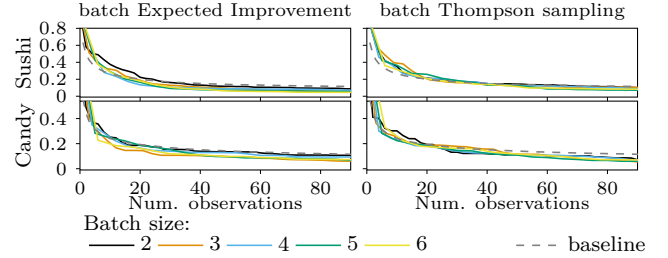 batch Expected Improvement batch Thompson sampling
Sushi
0.8
0.6
0.4
0.2
0
Candy
0.4
0.2
0
0 20 40 60 80 0 20 40 60 80
Num. observations Num. observations
Batch size:
2 3 4 5 6 baseline